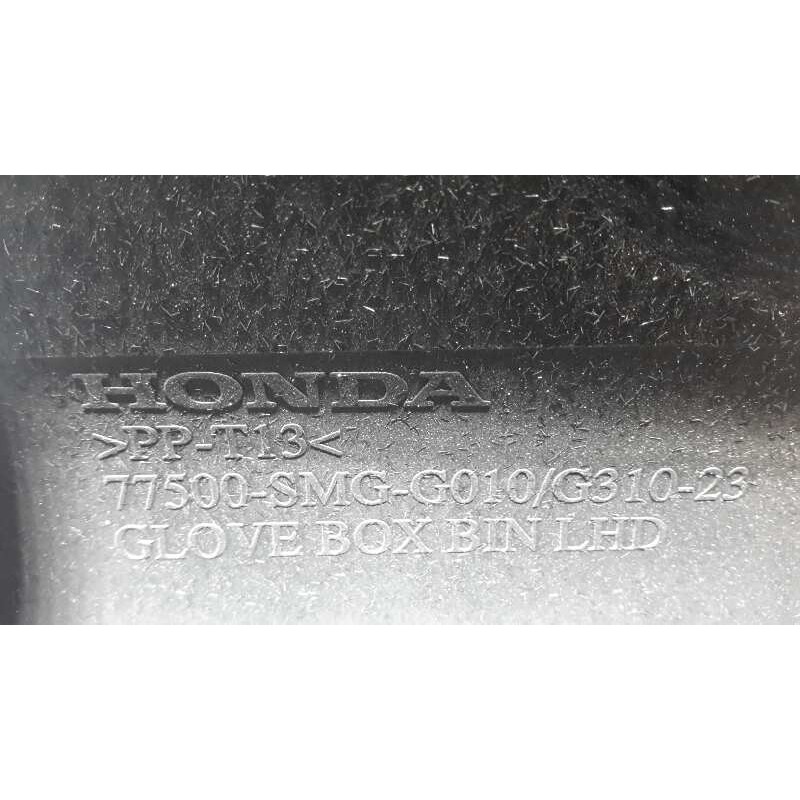 HONDA
>PP-T13<
77500-SMG-G010/G310-23
GLOVE BOX BIN LHD